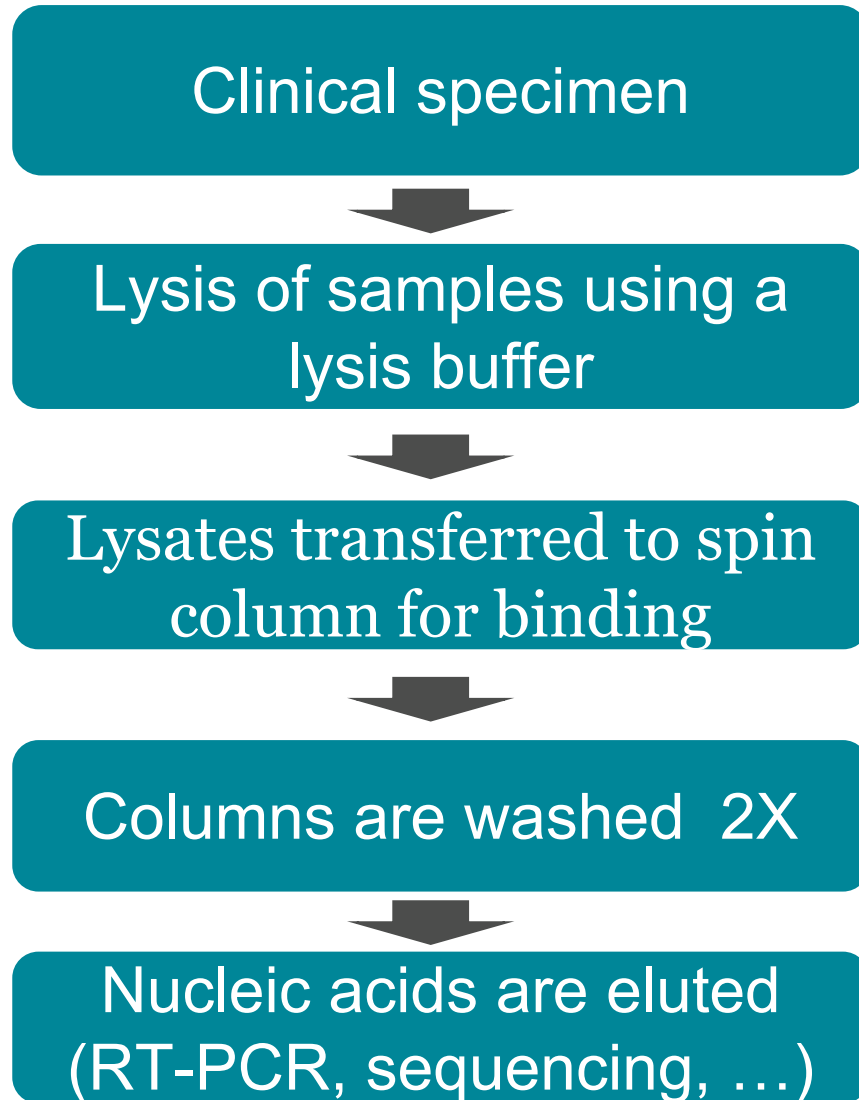 Clinical specimen
Lysis of samples using a
lysis buffer
Lysates transferred to spin
column for binding
Columns are washed  2X
Nucleic acids are eluted
(RT-PCR, sequencing, …)